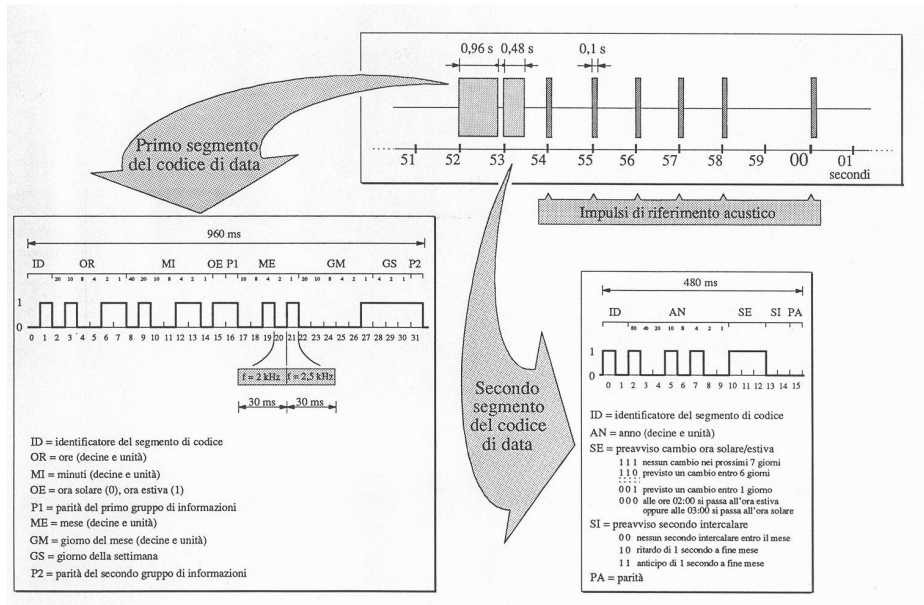 0,96 s 0,48 s 0,1 s
51 52 53 54 55 56 57 58 59 00 01
secondi
Impulsi di riferimento acustico
Primo segmento
del codice di data
960 ms
ID OR MI OE P1 ME GM GS P2
20 10 8 4 2 1 40 20 10 8 4 2 1 10 8 4 2 1 20 10 8 4 2 1 4 2 1
1
0
0 1 2 3 4 5 6 7 8 9 10 11 12 13 14 15 16 17 18 19 20 21 22 23 24 25 26 27 28 29 30 31
f = 2 kHz f = 2,5 kHz
30 ms 30 ms
ID = identificatore del segmento di codice
OR = ore (decine e unità)
MI = minuti (decine e unità)
OE = ora solare (0), ora estiva (1)
P1 = parità del primo gruppo di informazioni
ME = mese (decine e unità)
GM = giorno del mese (decine e unità)
GS = giorno della settimana
P2 = parità del secondo gruppo di informazioni
Secondo
segmento
del codice
di data
480 ms
ID AN SE SI PA
80 40 20 10 8 4 2 1
1
0
0 1 2 3 4 5 6 7 8 9 10 11 12 13 14 15
ID = identificatore del segmento di codice
AN = anno (decine e unità)
SE = preavviso cambio ora solare/estiva
1 1 1 nessun cambio nei prossimi 7 giorni
1 1 0 previsto un cambio entro 6 giorni
0 0 1 previsto un cambio entro 1 giorno
0 0 0 alle ore 02:00 si passa all'ora estiva
oppure alle 03:00 si passa all'ora solare
SI = preavviso secondo intercalare
0 0 nessun secondo intercalare entro il mese
1 0 ritardo di 1 secondo a fine mese
1 1 anticipo di 1 secondo a fine mese
PA = parità